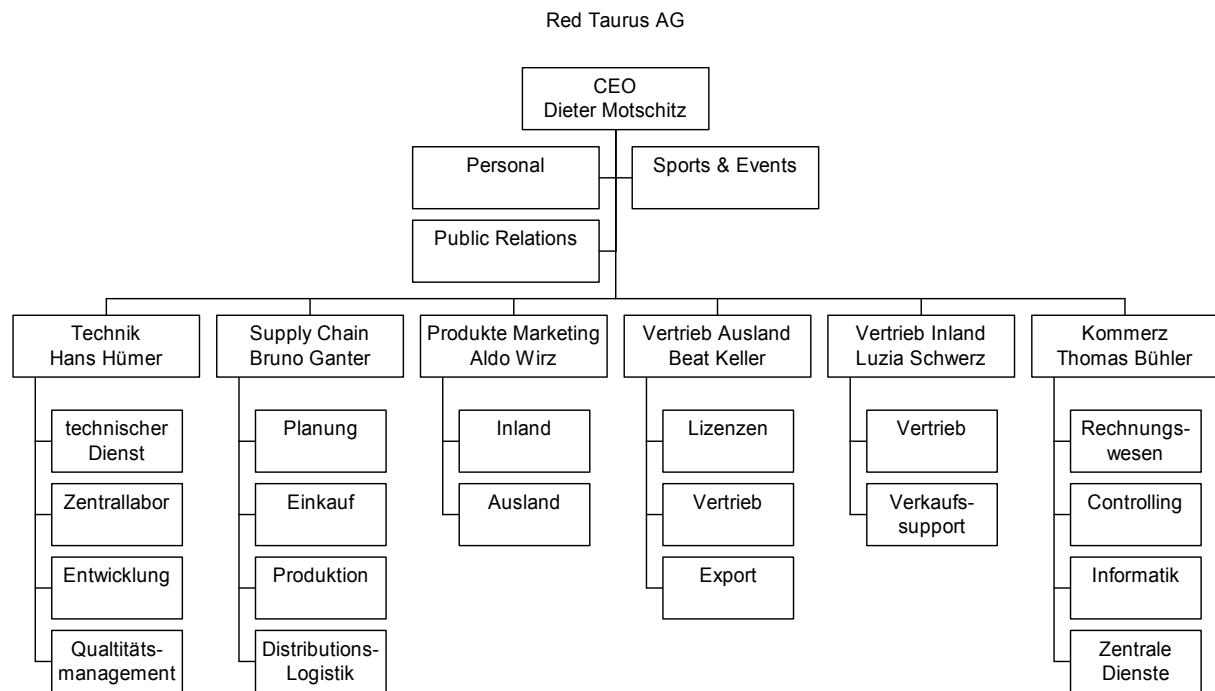 Red Taurus AG
CEO
Dieter Motschitz
Personal
Sports & Events
Public Relations
Technik
Hans Hümer
Supply Chain
Bruno Ganter
Produkte Marketing
Aldo Wirz
Vertrieb Ausland
Beat Keller
Vertrieb Inland
Luzia Schwerz
Kommerz
Thomas Bühler
technischer
Dienst
Planung
Inland
Lizenzen
Vertrieb
Rechnungs-
wesen
Zentrallabor
Einkauf
Ausland
Vertrieb
Verkaufs-
support
Controlling
Entwicklung
Produktion
Export
Informatik
Qualtitäts-
management
Distributions-
Logistik
Zentrale
Dienste